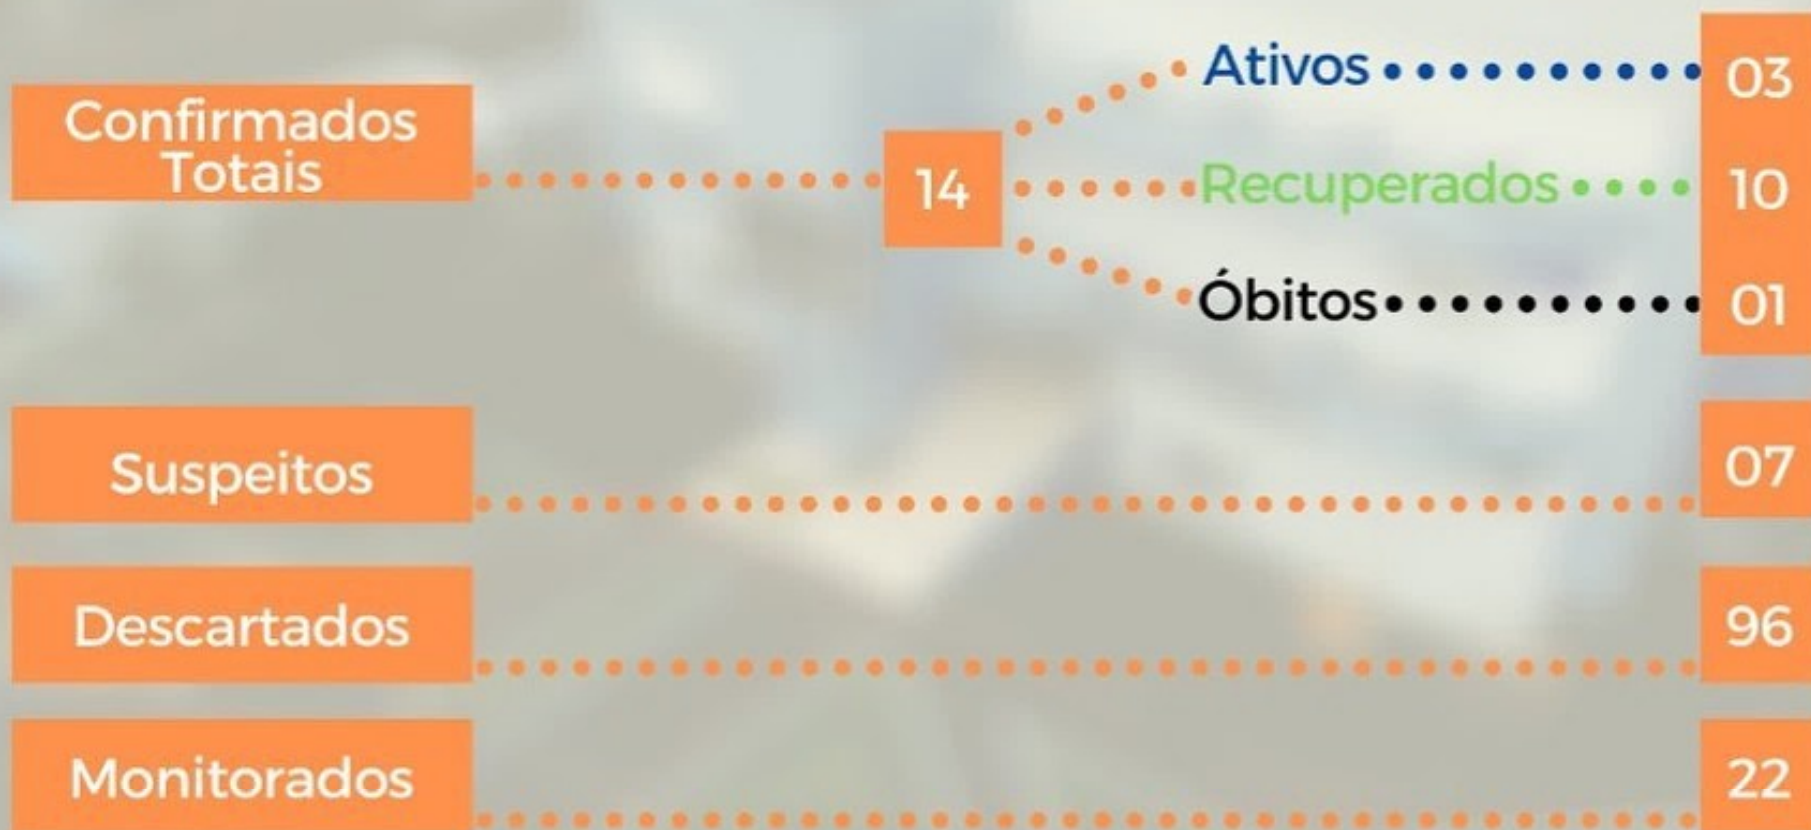 Confirmados
Totais
14
Ativos 03
Recuperados 10
Óbitos 01
Suspeitos 07
Descartados 96
Monitorados 22